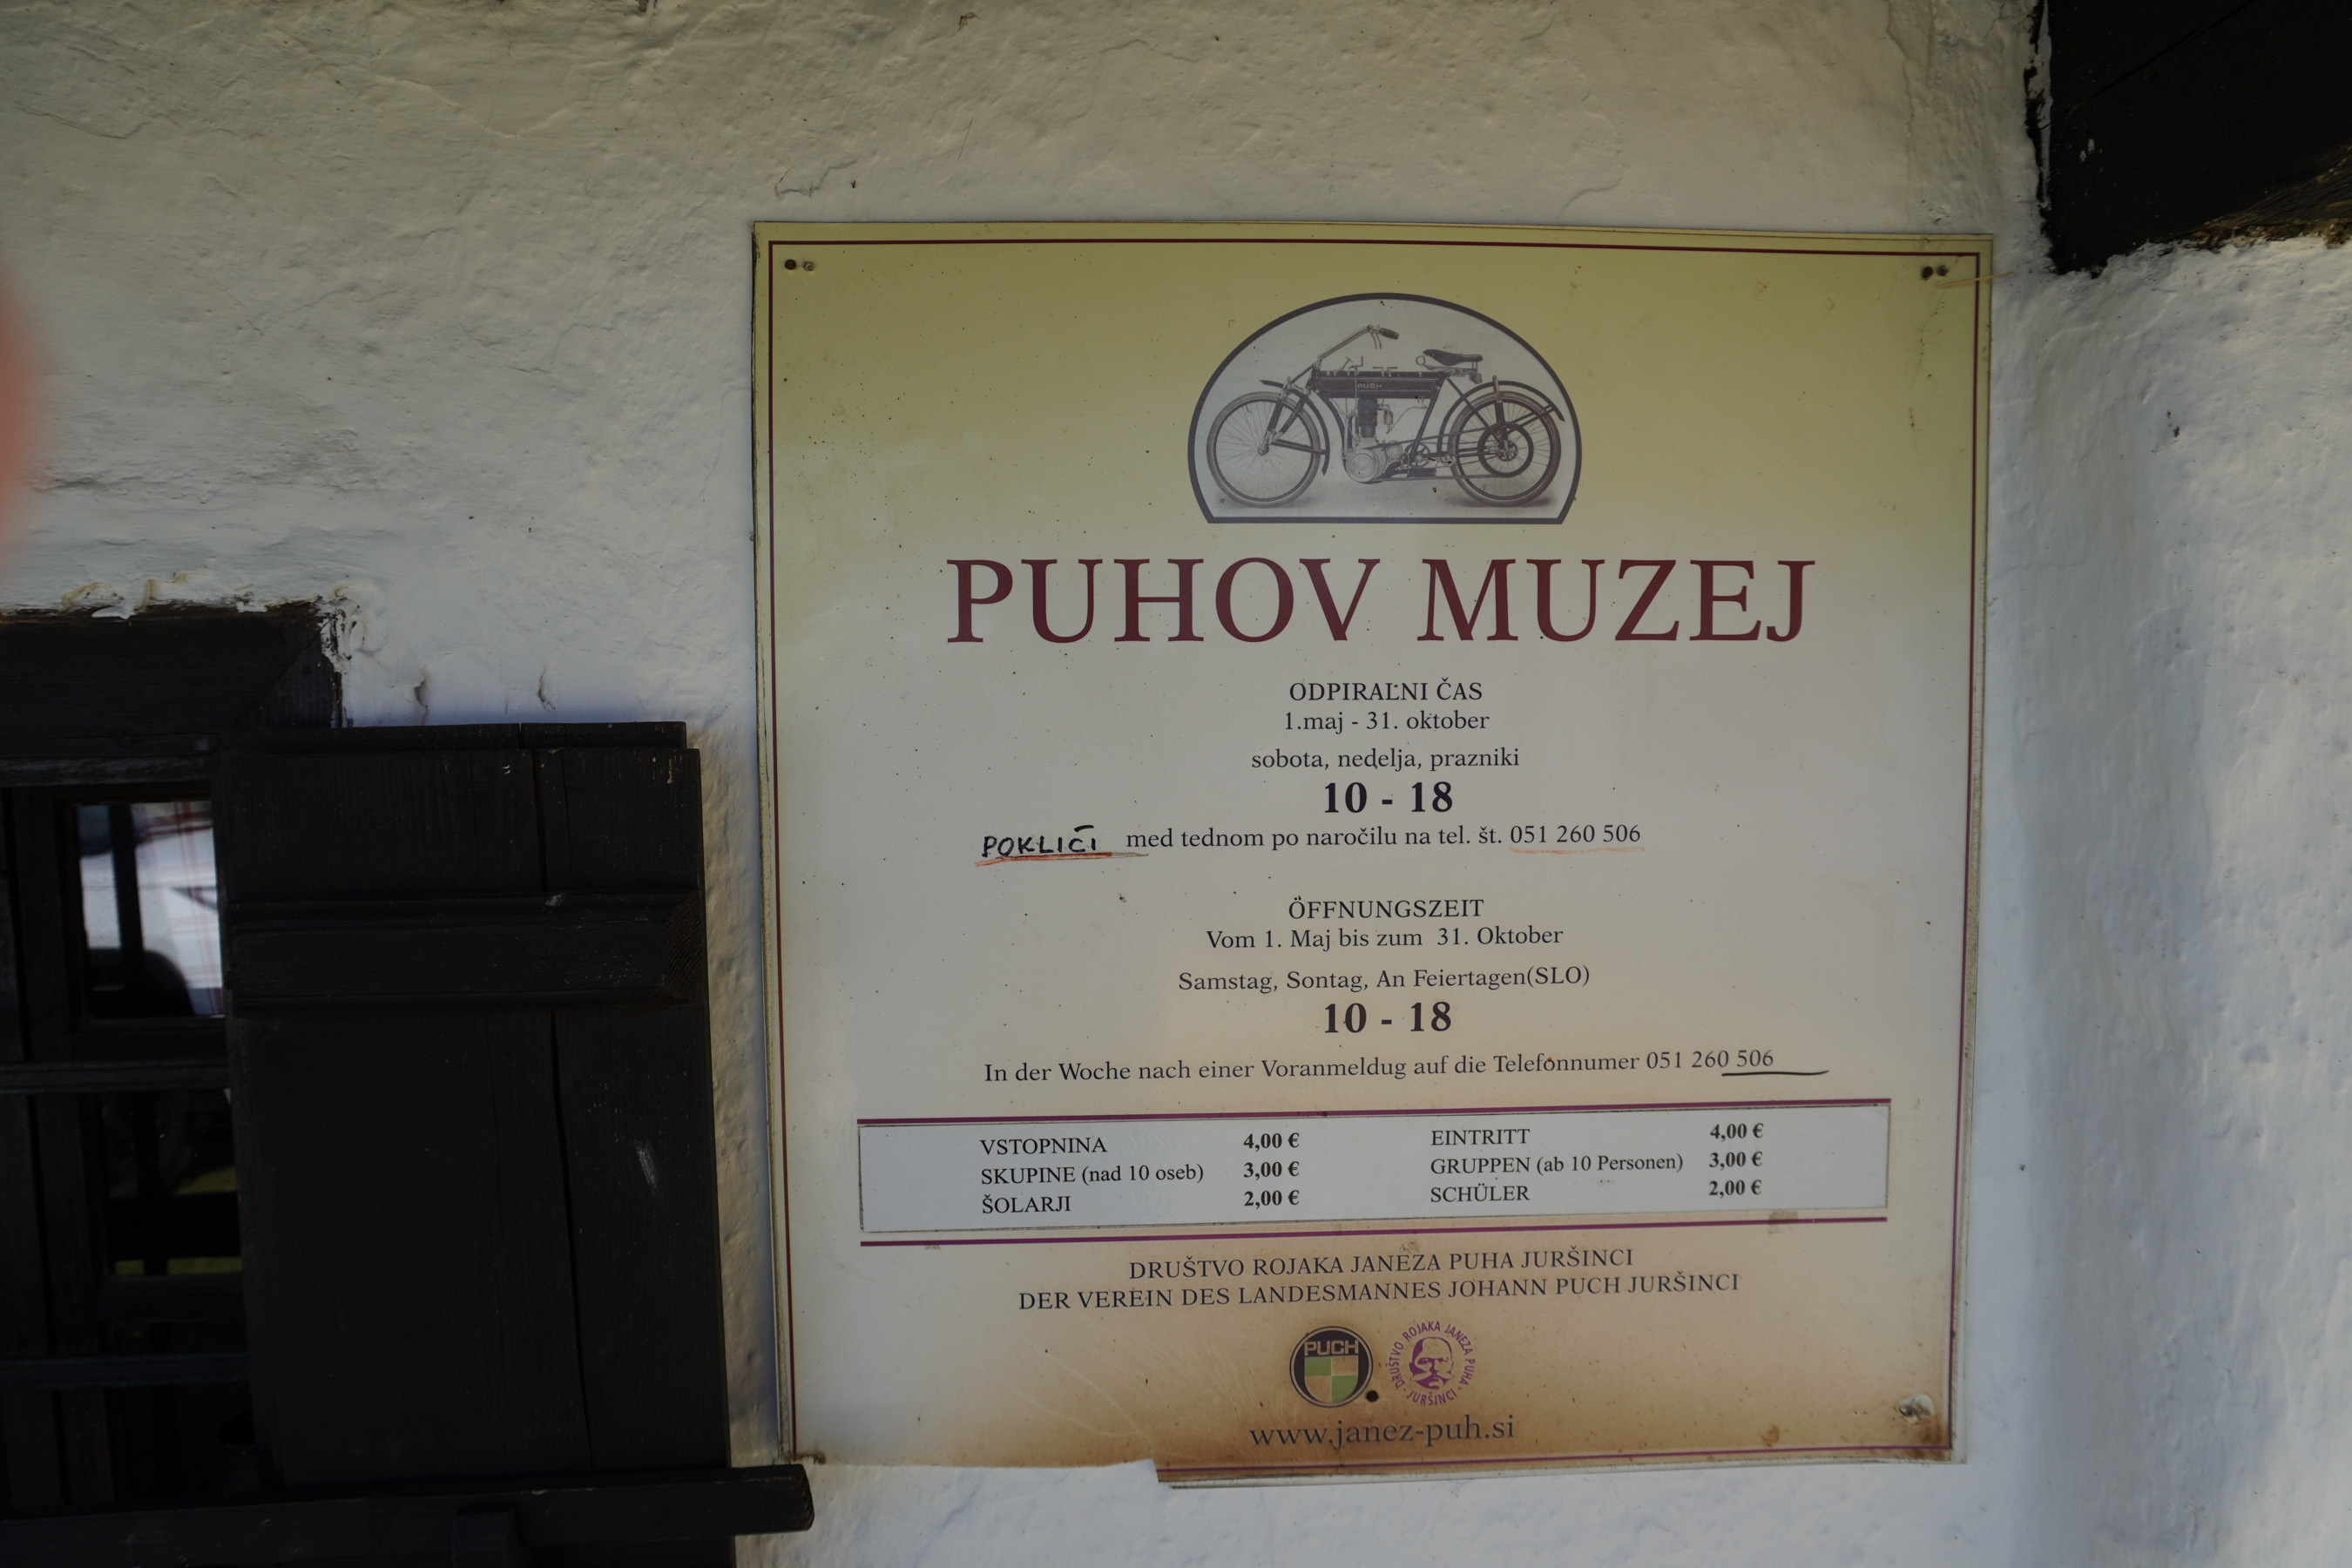 PUCH
PUHOV MUZEJ
ODPIRALNI ČAS
1.maj - 31. oktober
sobota, nedelja, prazniki
10 - 18
POKLIČI med tednom po naročilu na tel. št. 051 260 506
ÖFFNUNGSZEIT
Vom 1. Maj bis zum 31. Oktober
Samstag, Sontag, An Feiertagen(SLO)
10 - 18
In der Woche nach einer Voranmeldug auf die Telefonnumer 051 260 506
VSTOPNINA 4,00 € EINTRITT 4,00 €
SKUPINE (nad 10 oseb) 3,00 € GRUPPEN (ab 10 Personen) 3,00 €
ŠOLARJI 2,00 € SCHÜLER 2,00 €
DRUŠTVO ROJAKA JANEZA PUHA JURŠINCI
DER VEREIN DES LANDESMANNES JOHANN PUCH JURŠINCI
PUCH
DRUŠTVO ROJAKA JANEZA PUHA · JURŠINCI ·
www.janez-puh.si